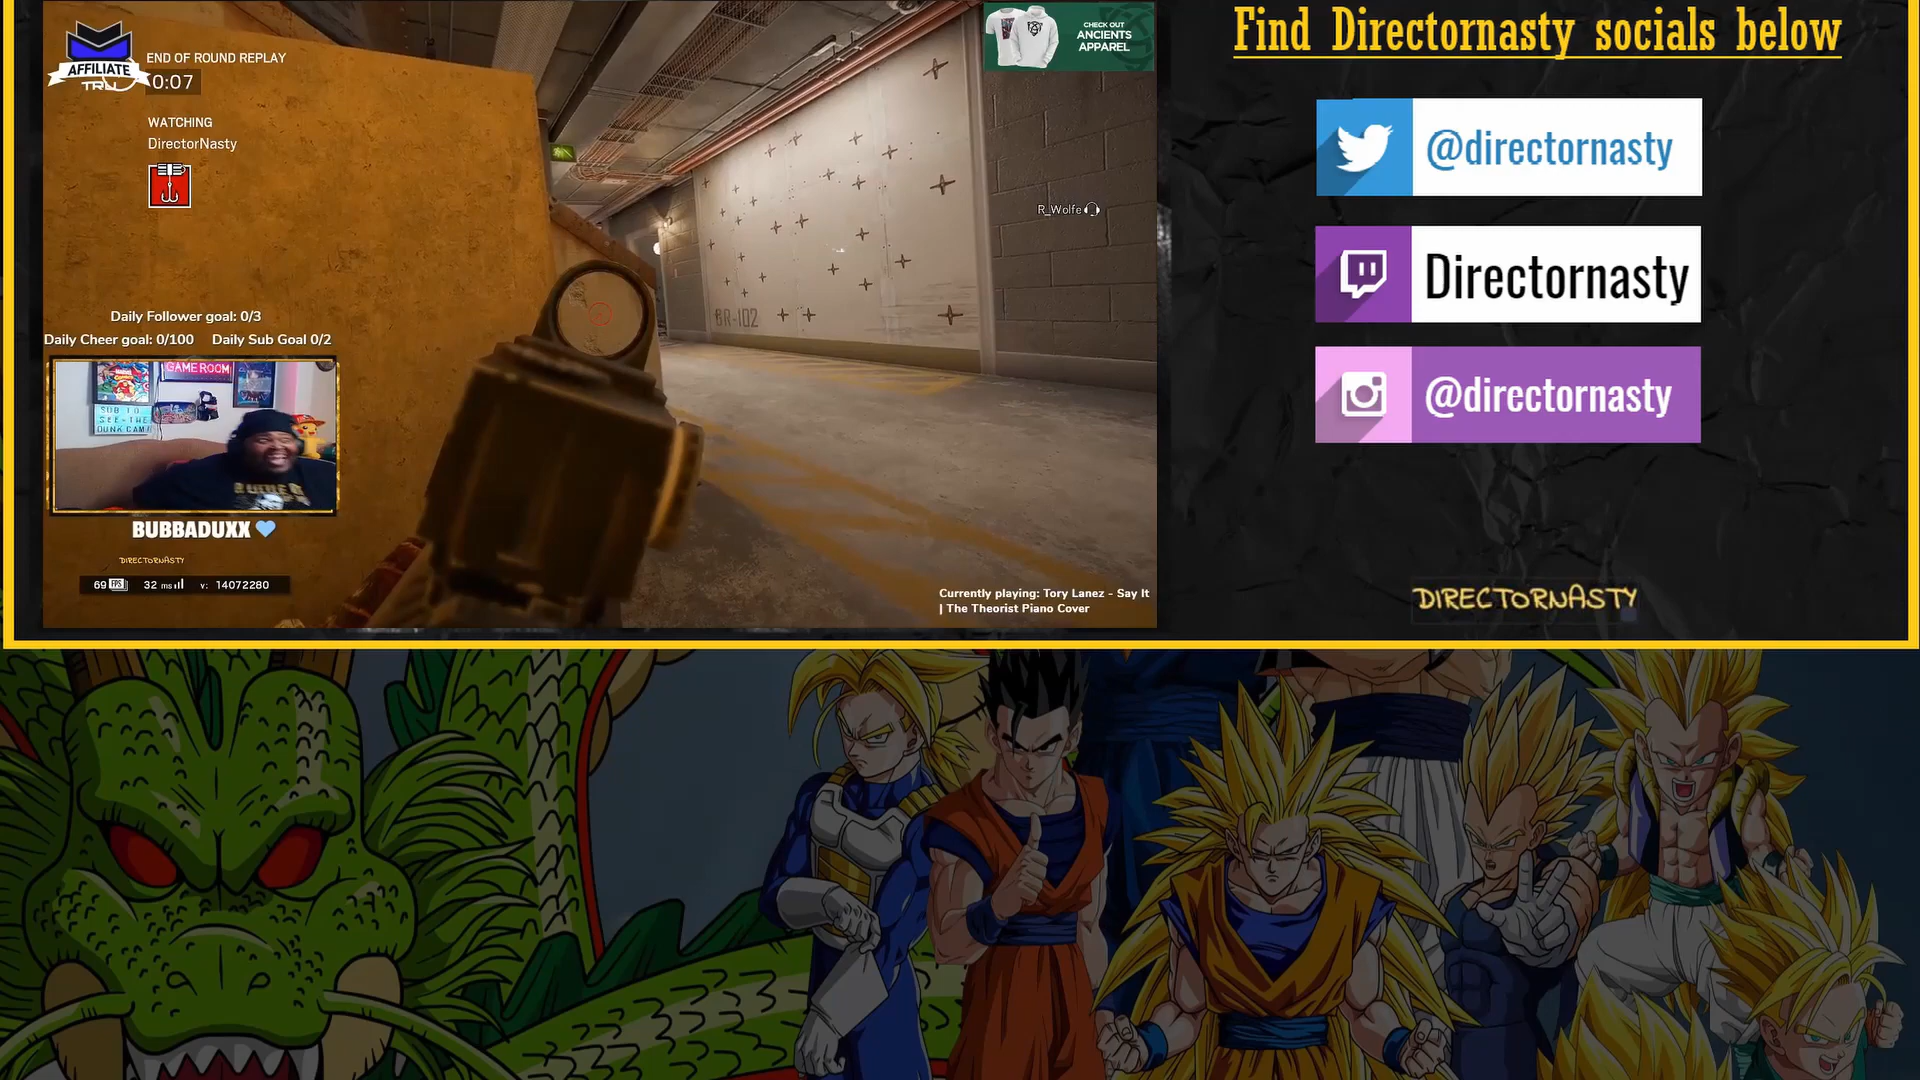 AFFILIATE
END OF ROUND REPLAY
0:07
WATCHING
DirectorNasty
CHECK OUT
ANCIENTS
APPAREL
R_Wolfe
BR-102
Daily Follower goal: 0/3
Daily Cheer goal: 0/100 Daily Sub Goal 0/2
GAME ROOM
SUB TO
SEE-THE
DUNK CAM!
BUBBADUXX
DIRECTORNASTY
69 FPS 32 ms v: 14072280
Currently playing: Tory Lanez - Say It
| The Theorist Piano Cover
Find Directornasty socials below
@directornasty
Directornasty
@directornasty
DIRECTORNASTY